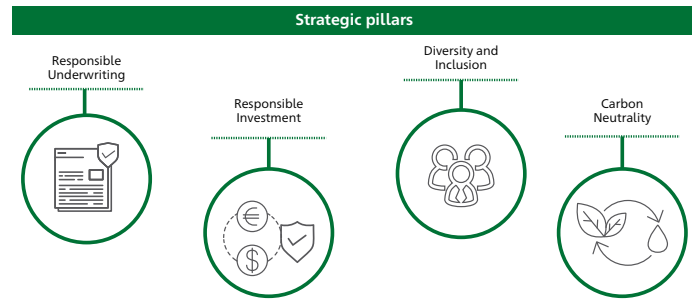 Strategic pillars
Responsible
Underwriting
Responsible
Investment
Diversity and
Inclusion
Carbon
Neutrality
€
$